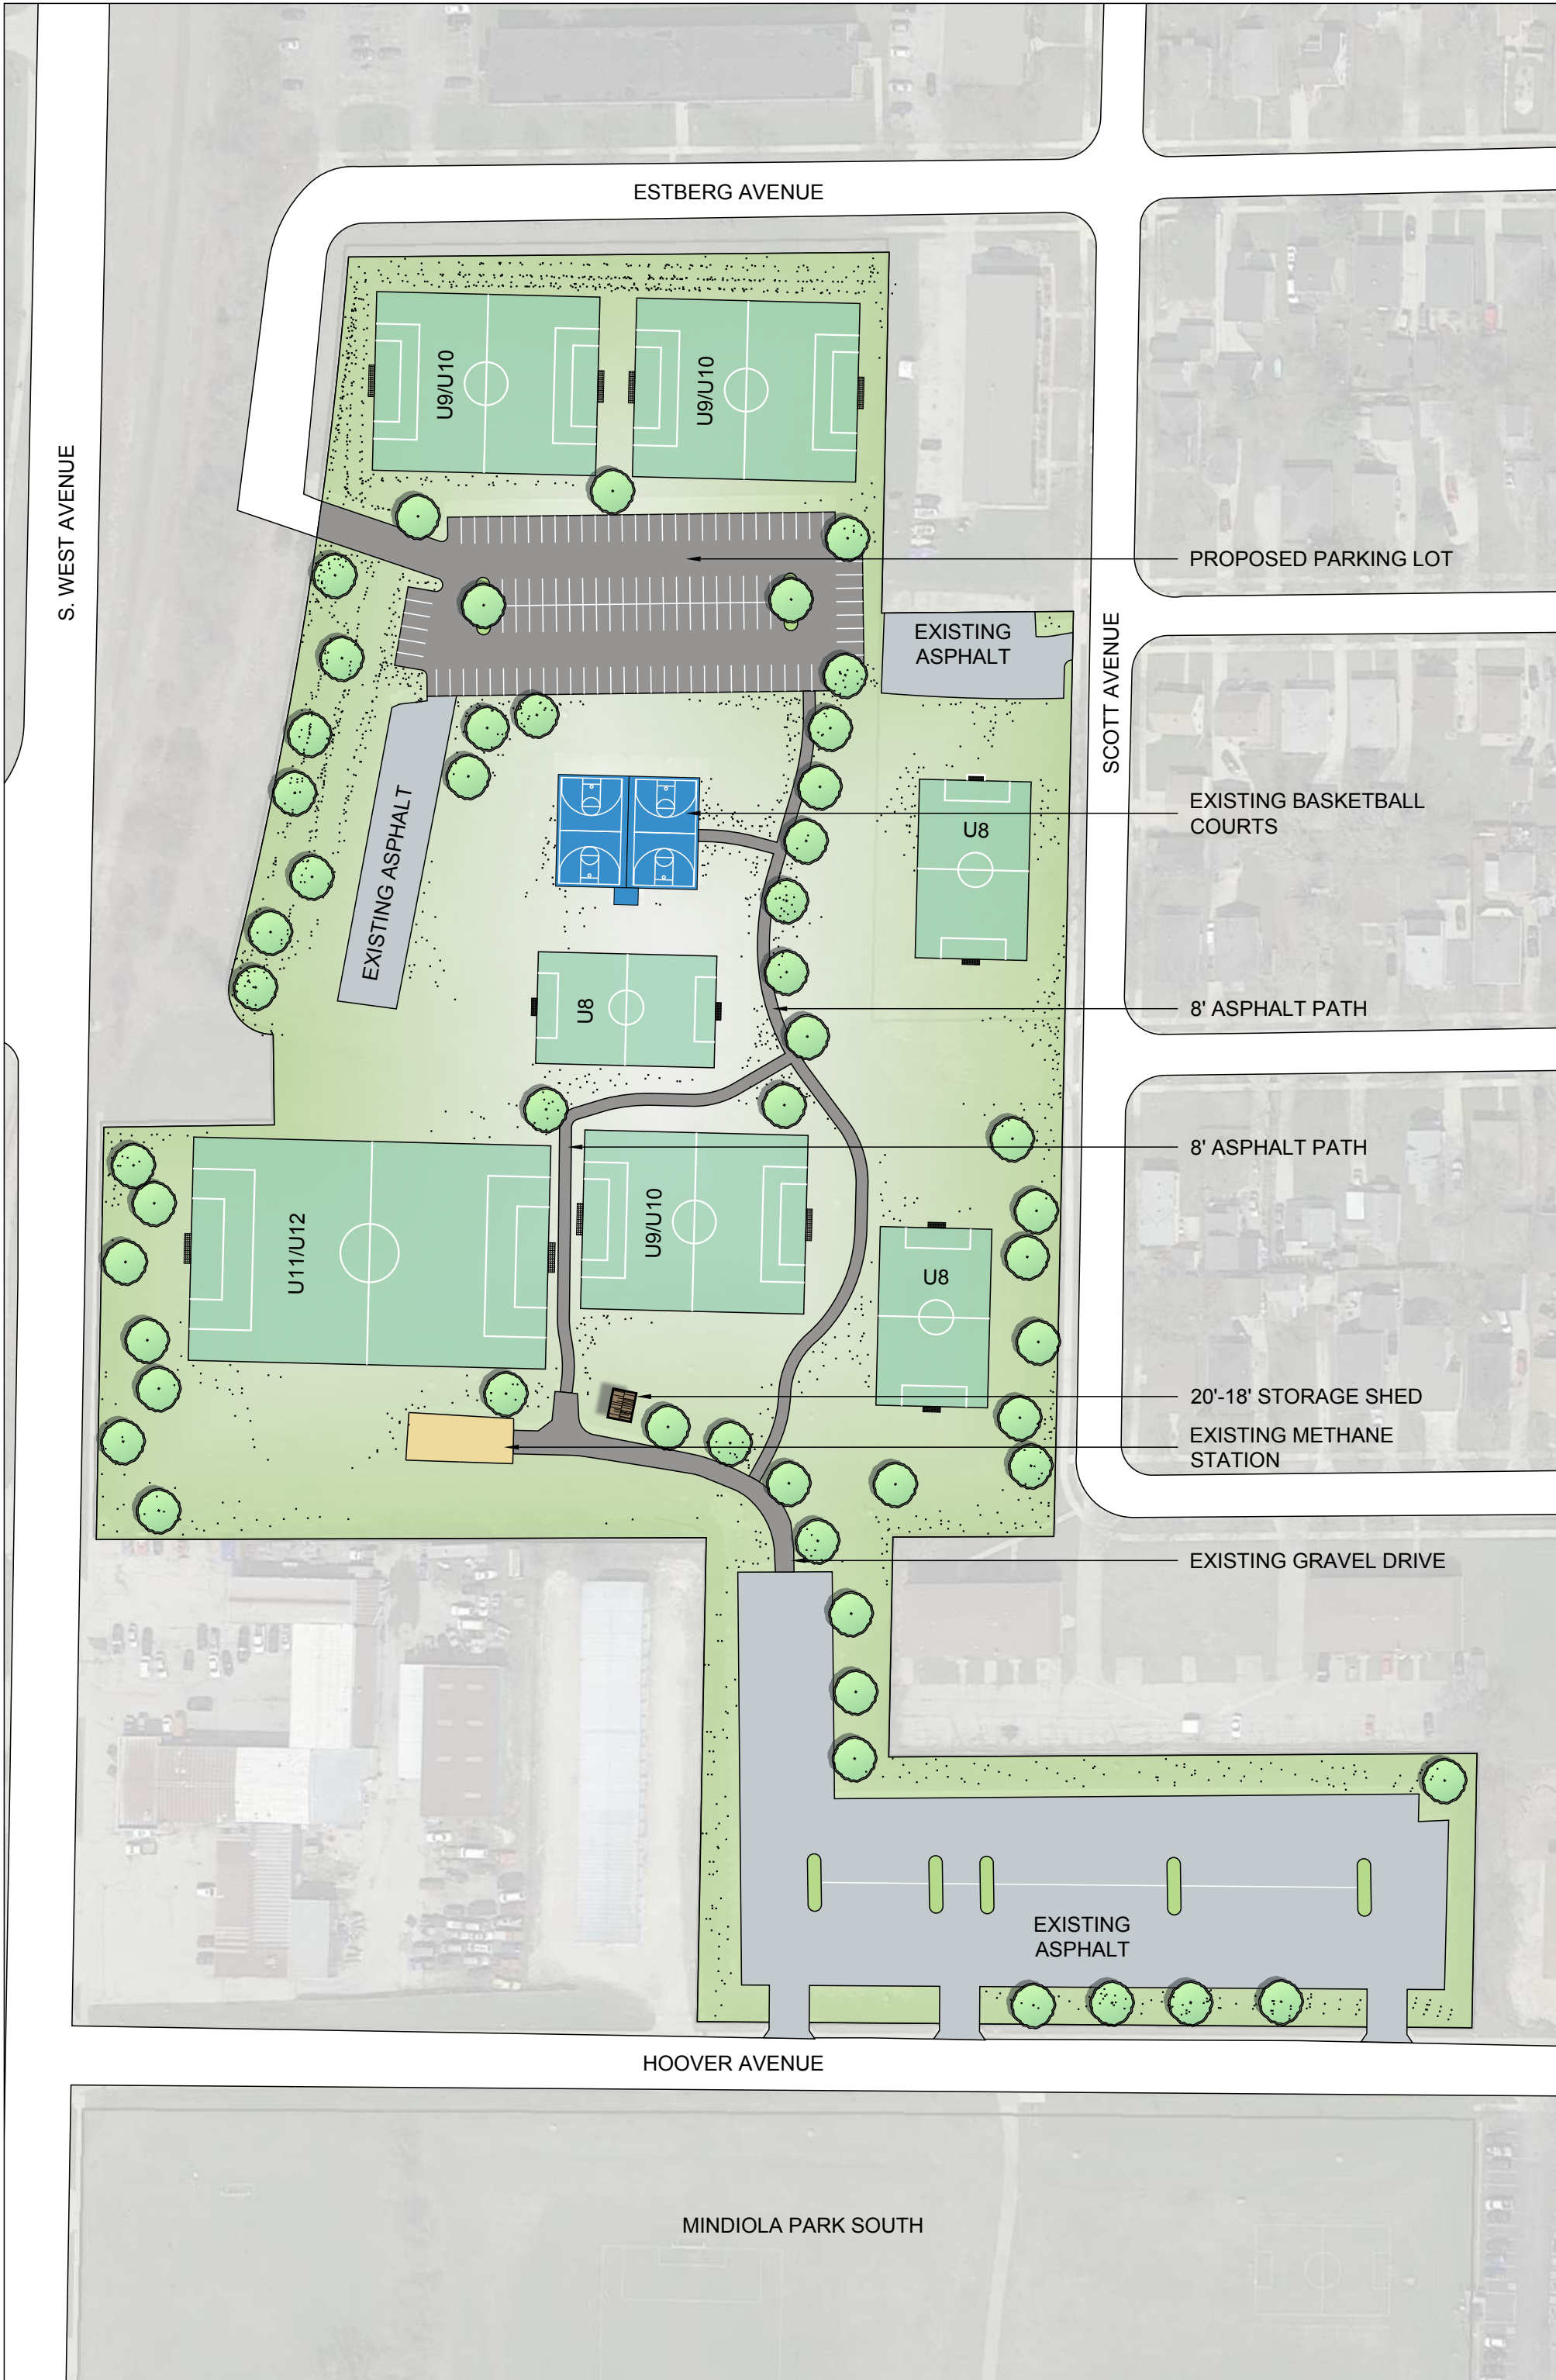 ESTBERG AVENUE
U9/U10
U9/U10
S. WEST AVENUE
PROPOSED PARKING LOT
EXISTING
ASPHALT
SCOTT AVENUE
EXISTING BASKETBALL
COURTS
U8
EXISTING ASPHALT
U8
8' ASPHALT PATH
8' ASPHALT PATH
U11/U12
U9/U10
U8
20'-18' STORAGE SHED
EXISTING METHANE
STATION
EXISTING GRAVEL DRIVE
EXISTING
ASPHALT
HOOVER AVENUE
MINDIOLA PARK SOUTH